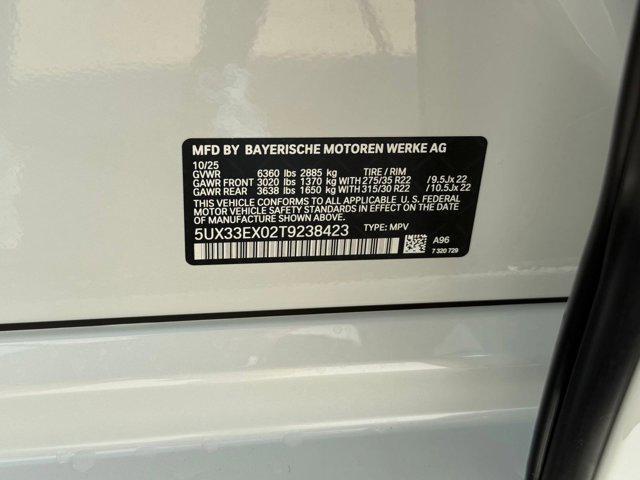 MFD BY BAYERISCHE MOTOREN WERKE AG
10/25
GVWR 6360 lbs 2885 kg TIRE / RIM
GAWR FRONT 3020 lbs 1370 kg WITH 275/35 R22 / 9.5Jx 22
GAWR REAR 3638 lbs 1650 kg WITH 315/30 R22 / 10.5Jx 22
THIS VEHICLE CONFORMS TO ALL APPLICABLE U. S. FEDERAL
MOTOR VEHICLE SAFETY STANDARDS IN EFFECT ON THE DATE
OF MANUFACTURE SHOWN ABOVE.
5UX33EX02T9238423 TYPE: MPV
A96
7 320 729